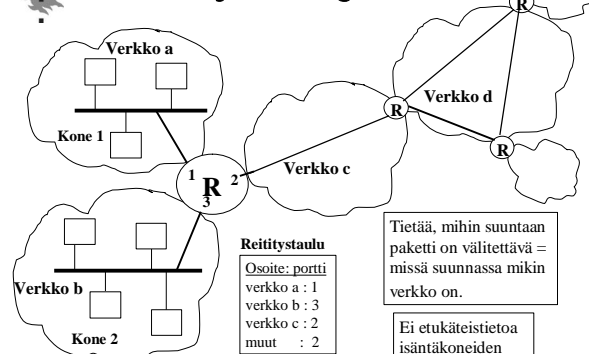 R
Verkko a
Kone 1
Verkko d
R
R
Verkko c
1 R 2
3
Verkko b
Kone 2
Reititystaulu
Osoite: portti
verkko a : 1
verkko b : 3
verkko c : 2
muut : 2
Tietää, mihin suuntaan
paketti on välitettävä =
missä suunnassa mikin
verkko on.
Ei etukäteistietoa
isäntäkoneiden